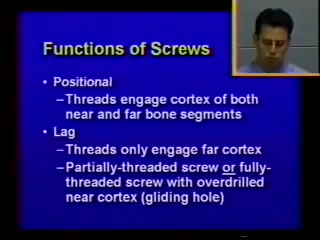 Functions of Screws
• Positional
–Threads engage cortex of both
near and far bone segments
• Lag
–Threads only engage far cortex
–Partially-threaded screw or fully-
threaded screw with overdrilled
near cortex (gliding hole)